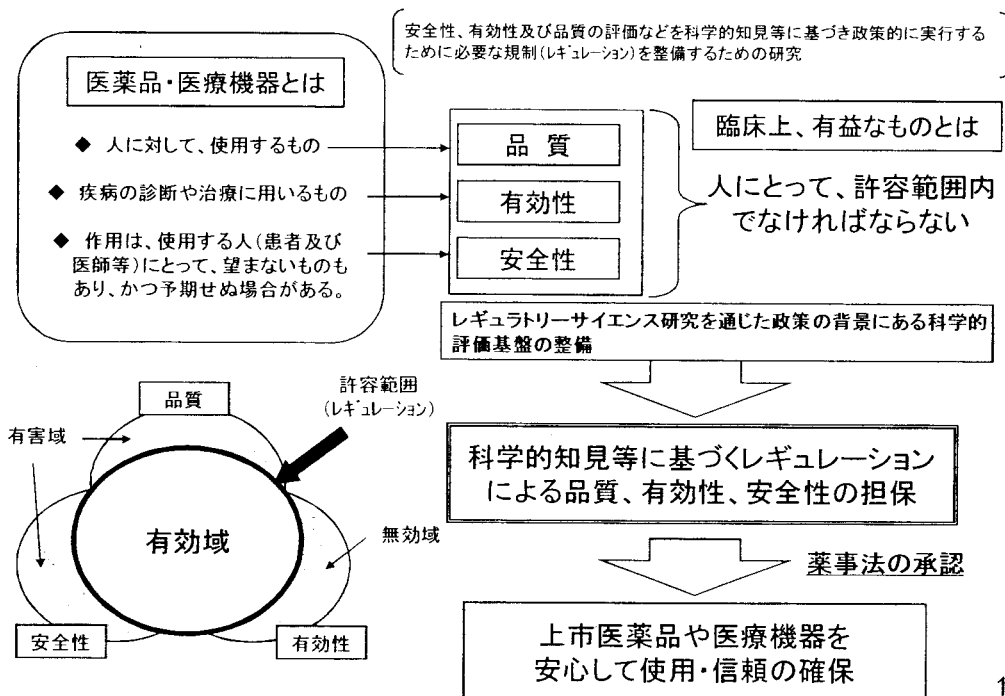 安全性、有効性及び品質の評価などを科学的知見等に基づき政策的に実行する
ために必要な規制(レギュレーション)を整備するための研究
医薬品・医療機器とは
◆ 人に対して、使用するもの
◆ 疾病の診断や治療に用いるもの
◆ 作用は、使用する人(患者及び
医師等)にとって、望まないものも
あり、かつ予期せぬ場合がある。
品 質
有効性
安全性
臨床上、有益なものとは
人にとって、許容範囲内
でなければならない
レギュラトリーサイエンス研究を通じた政策の背景にある科学的
評価基盤の整備
科学的知見等に基づくレギュレーション
による品質、有効性、安全性の担保
薬事法の承認
上市医薬品や医療機器を
安心して使用・信頼の確保
許容範囲
(レギュレーション)
品質
有害域
有効域
無効域
安全性
有効性
1